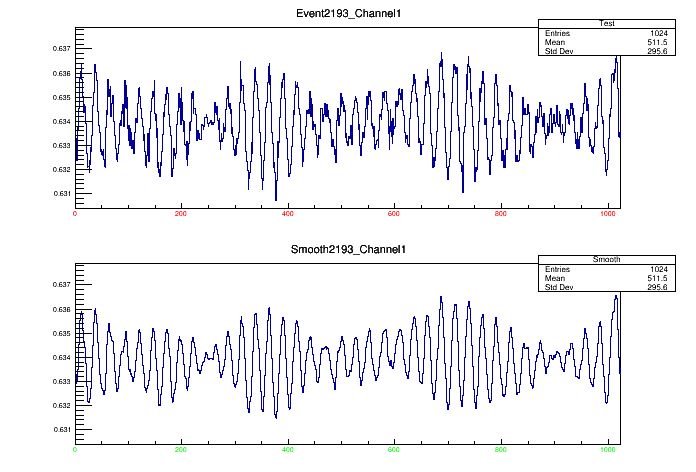 Event2193_Channel1
Test
Entries 1024
Mean 511.5
Std Dev 295.6
0.637
0.636
0.635
0.634
0.633
0.632
0.631
0 200 400 600 800 1000
Smooth2193_Channel1
Smooth
Entries 1024
Mean 511.5
Std Dev 295.6
0.637
0.636
0.635
0.634
0.633
0.632
0.631
0 200 400 600 800 1000